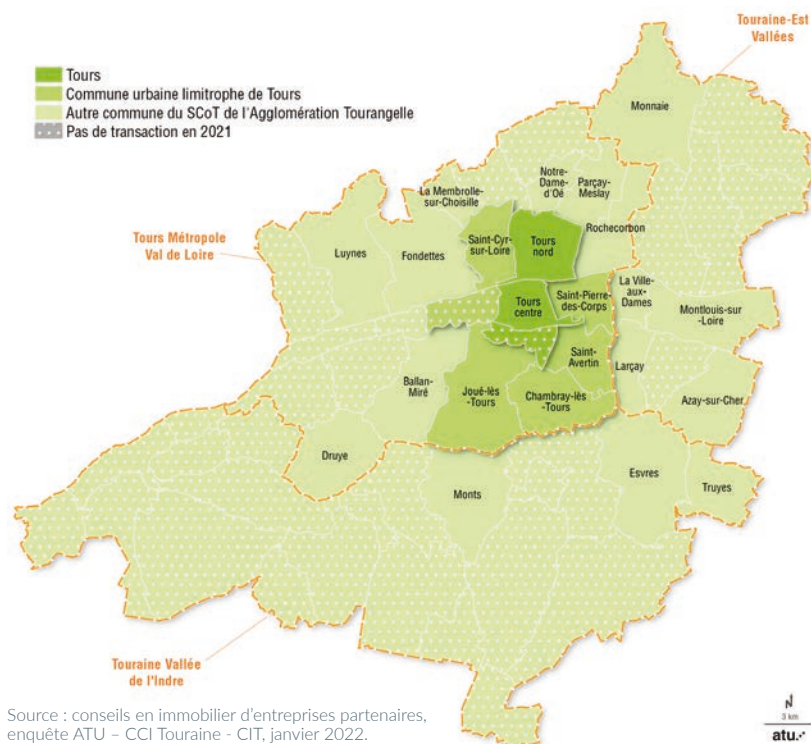 Touraine-Est
Vallées
Tours
Commune urbaine limitrophe de Tours
Autre commune du SCoT de l'Agglomération Tourangelle
Pas de transaction en 2021
Monnaie
Notre-
Dame-
d'Oé
Parçay-
Meslay
La Membrolle-
sur-Choisille
Rochecorbon
Tours Métropole
Val de Loire
Luynes
Fondettes
Saint-Cyr-
sur-Loire
Tours
nord
La Ville-
aux-
Dames
Tours
centre
Saint-Pierre-
des-Corps
Montlouis-sur
-Loire
Saint-
Avertin
Larçay
Ballan-
Miré
Joué-lès
-Tours
Chambray-lès
-Tours
Azay-sur-Cher
Druye
Monts
Esvres
Truyes
Touraine Vallée
de l'Indre
Source : conseils en immobilier d'entreprises partenaires,
enquête ATU – CCI Touraine - CIT, janvier 2022.
N
3 km
atu